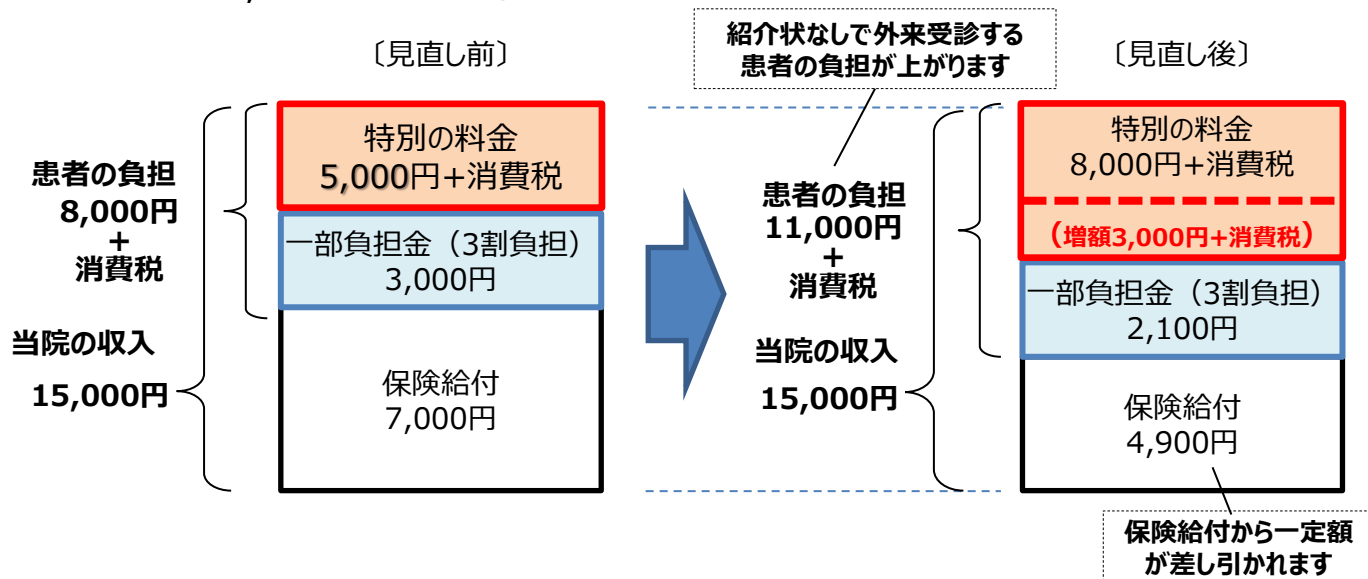 〔見直し前〕
特別の料金
5,000円+消費税
一部負担金（3割負担）
3,000円
保険給付
7,000円
患者の負担
8,000円
+
消費税
当院の収入
15,000円
紹介状なしで外来受診する
患者の負担が上がります
〔見直し後〕
特別の料金
8,000円+消費税
(増額3,000円+消費税)
一部負担金（3割負担）
2,100円
保険給付
4,900円
患者の負担
11,000円
+
消費税
当院の収入
15,000円
保険給付から一定額
が差し引かれます